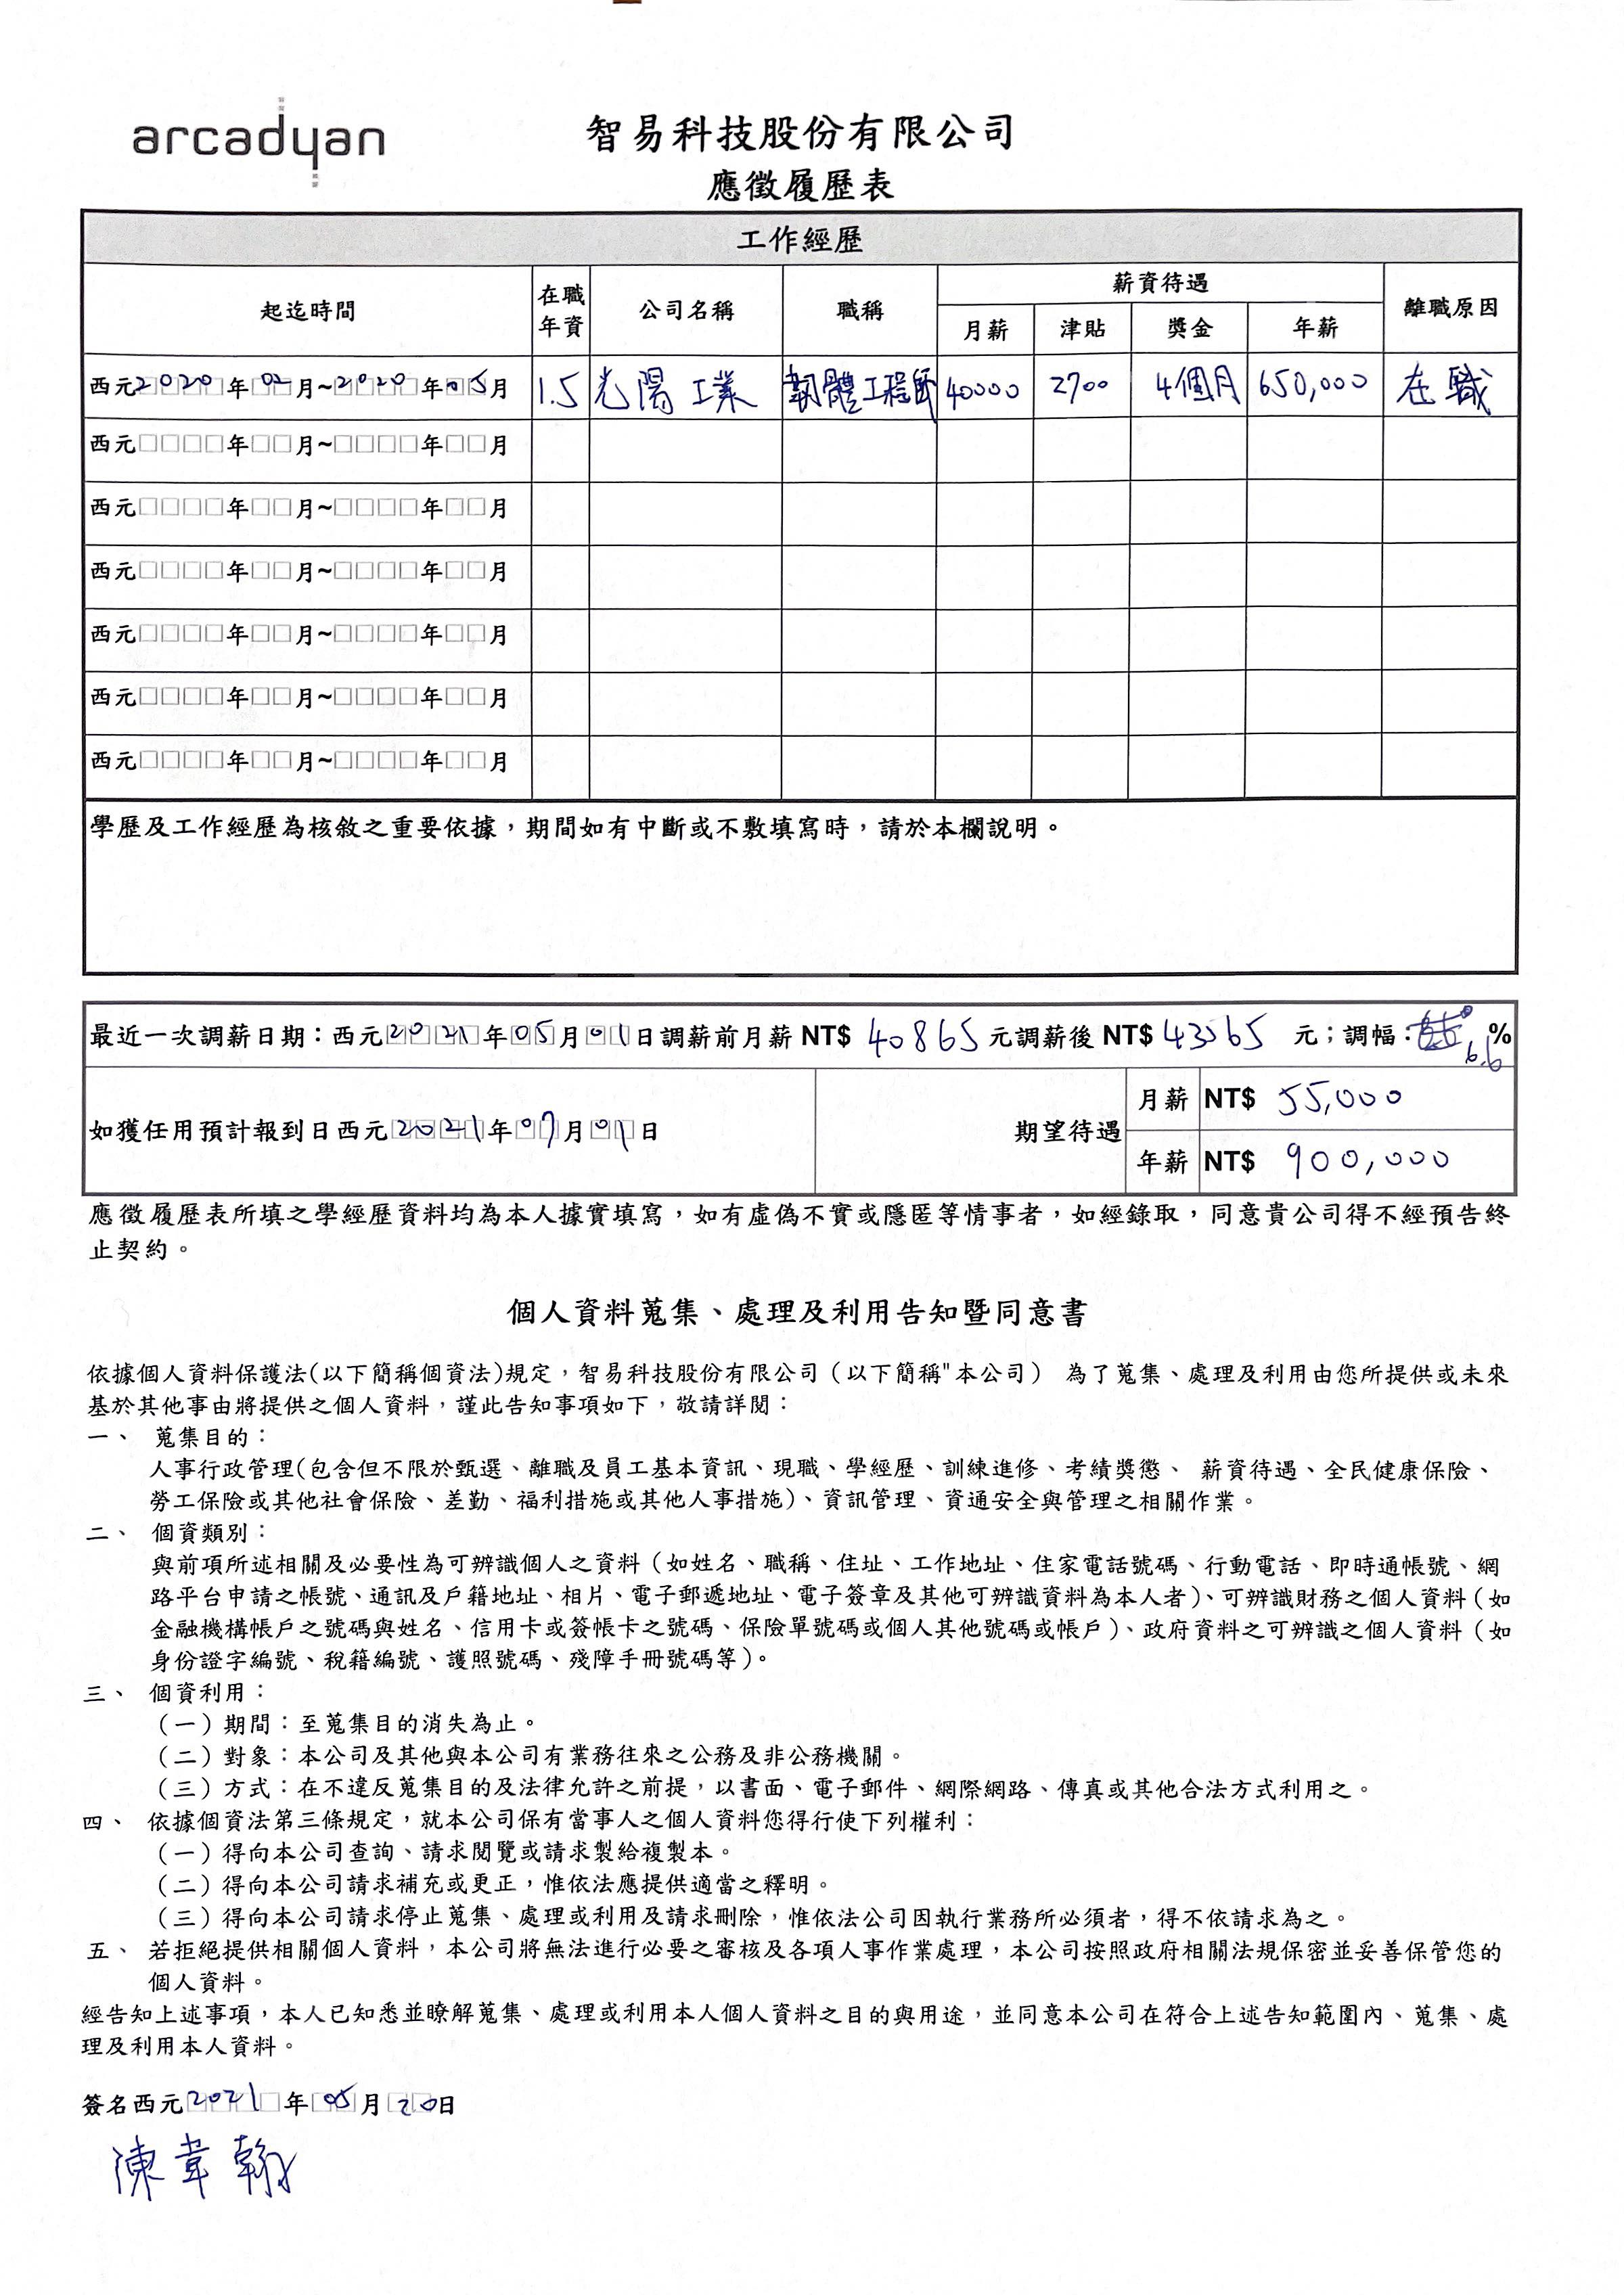 arcadyan
智易科技股份有限公司
應徵履歷表
工作經歷
起迄時間 在職年資 公司名稱 職稱 薪資待遇 離職原因
月薪 津貼 獎金 年薪
西元2020年02月~2020年05月 1.5 光陽工業 韌體工程師 40000 2700 4個月 650,000 在職
西元□□□□年□□月~□□□□年□□月
西元□□□□年□□月~□□□□年□□月
西元□□□□年□□月~□□□□年□□月
西元□□□□年□□月~□□□□年□□月
西元□□□□年□□月~□□□□年□□月
西元□□□□年□□月~□□□□年□□月
學歷及工作經歷為核敘之重要依據，期間如有中斷或不敷填寫時，請於本欄說明。
最近一次調薪日期：西元2021年05月01日調薪前月薪 NT$ 40865 元調薪後 NT$ 43565 元；調幅： 6.6 %
如獲任用預計報到日西元2021年07月01日 期望待遇 月薪 NT$ 55,000
年薪 NT$ 900,000
應徵履歷表所填之學經歷資料均為本人據實填寫，如有虛偽不實或隱匿等情事者，如經錄取，同意貴公司得不經預告終
止契約。
個人資料蒐集、處理及利用告知暨同意書
依據個人資料保護法(以下簡稱個資法)規定，智易科技股份有限公司（以下簡稱"本公司） 為了蒐集、處理及利用由您所提供或未來
基於其他事由將提供之個人資料，謹此告知事項如下，敬請詳閱：
一、 蒐集目的：
人事行政管理(包含但不限於甄選、離職及員工基本資訊、現職、學經歷、訓練進修、考績獎懲、 薪資待遇、全民健康保險、
勞工保險或其他社會保險、差勤、福利措施或其他人事措施)、資訊管理、資通安全與管理之相關作業。
二、 個資類別：
與前項所述相關及必要性為可辨識個人之資料（如姓名、職稱、住址、工作地址、住家電話號碼、行動電話、即時通帳號、網
路平台申請之帳號、通訊及戶籍地址、相片、電子郵遞地址、電子簽章及其他可辨識資料為本人者)、可辨識財務之個人資料（如
金融機構帳戶之號碼與姓名、信用卡或簽帳卡之號碼、保險單號碼或個人其他號碼或帳戶)、政府資料之可辨識之個人資料（如
身份證字編號、稅籍編號、護照號碼、殘障手冊號碼等)。
三、 個資利用：
（一）期間：至蒐集目的消失為止。
（二）對象：本公司及其他與本公司有業務往來之公務及非公務機關。
（三）方式：在不違反蒐集目的及法律允許之前提，以書面、電子郵件、網際網路、傳真或其他合法方式利用之。
四、 依據個資法第三條規定，就本公司保有當事人之個人資料您得行使下列權利：
（一）得向本公司查詢、請求閱覽或請求製給複製本。
（二）得向本公司請求補充或更正，惟依法應提供適當之釋明。
（三）得向本公司請求停止蒐集、處理或利用及請求刪除，惟依法公司因執行業務所必須者，得不依請求為之。
五、 若拒絕提供相關個人資料，本公司將無法進行必要之審核及各項人事作業處理，本公司按照政府相關法規保密並妥善保管您的
個人資料。
經告知上述事項，本人已知悉並瞭解蒐集、處理或利用本人個人資料之目的與用途，並同意本公司在符合上述告知範圍內、蒐集、處
理及利用本人資料。
簽名西元2021年05月20日
陳韋翰